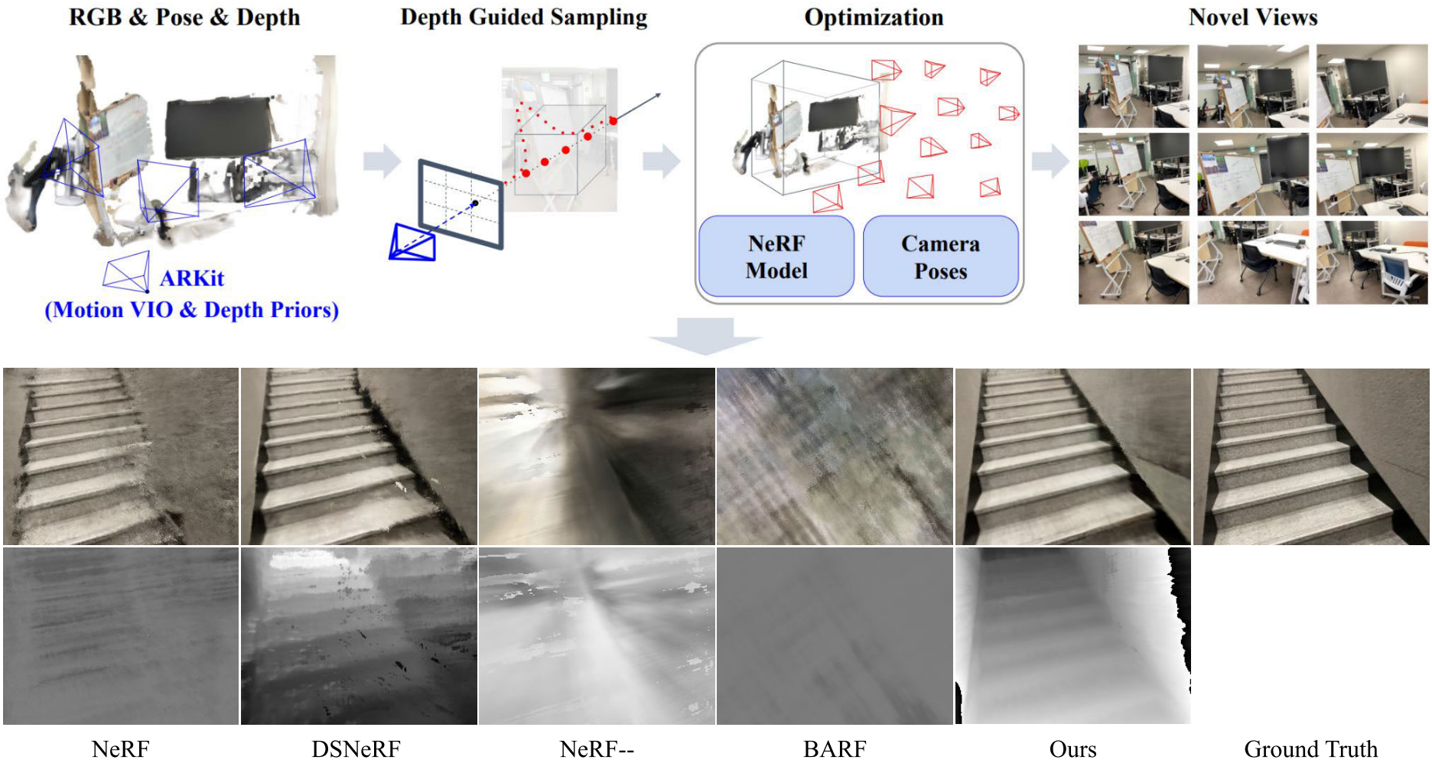 RGB & Pose & Depth
Depth Guided Sampling
Optimization
Novel Views
ARKit
(Motion VIO & Depth Priors)
NeRF
Model
Camera
Poses
NeRF
DSNeRF
NeRF--
BARF
Ours
Ground Truth